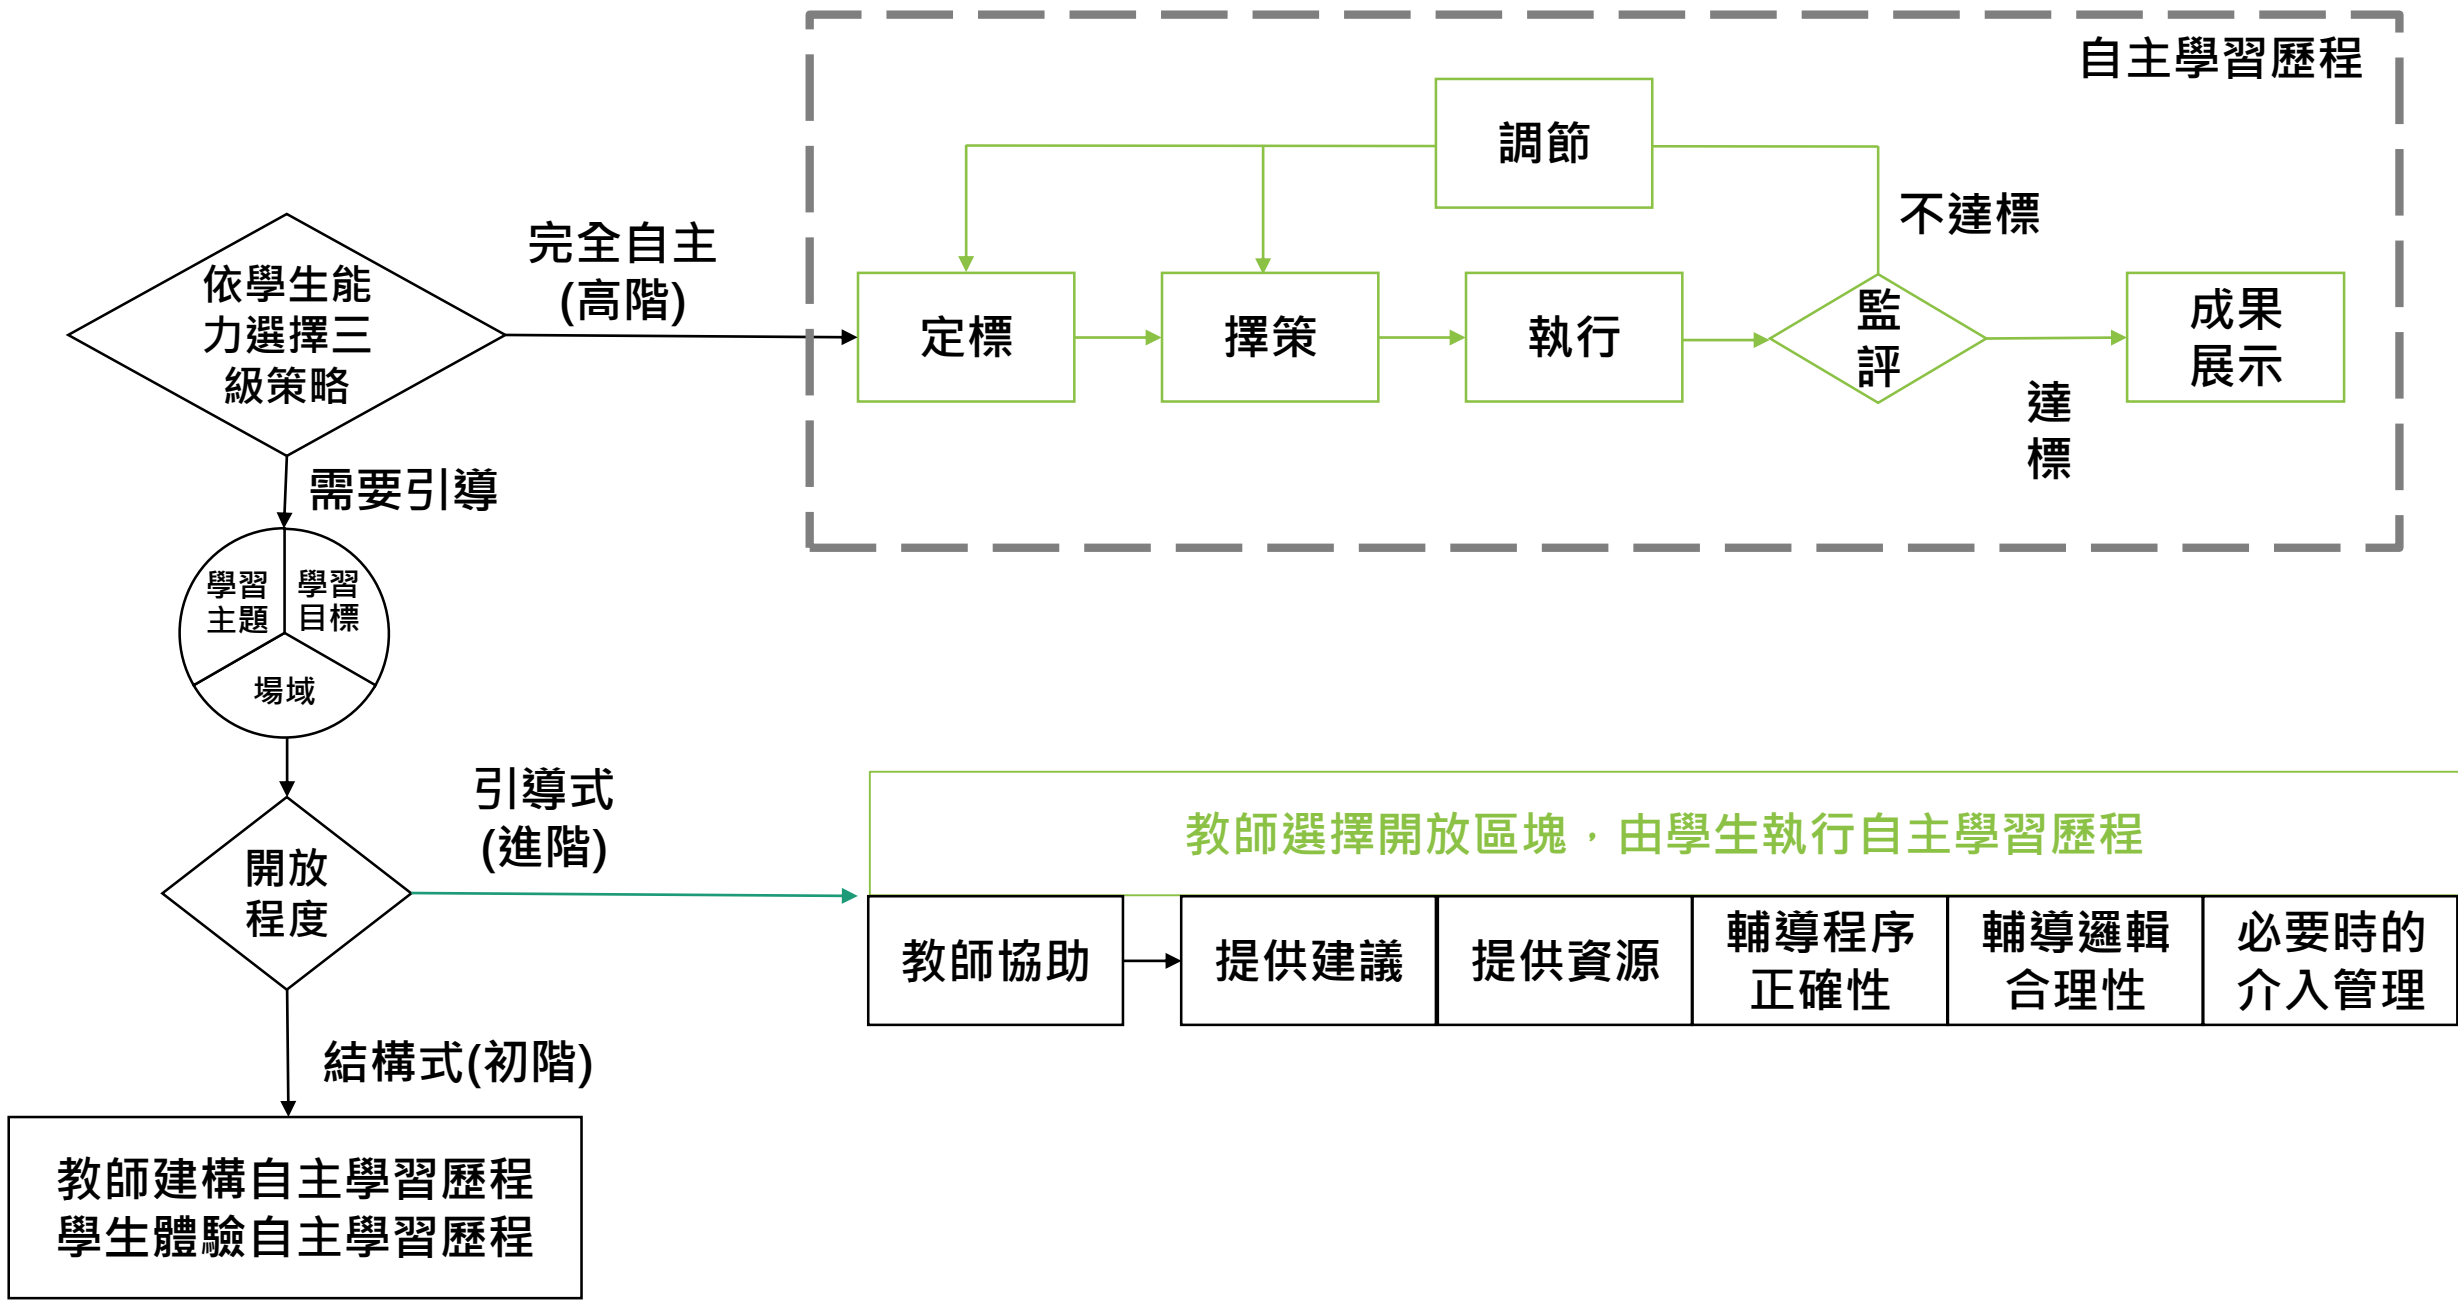 自主學習歷程
調節
不達標
完全自主
(高階)
依學生能
力選擇三
級策略
定標
擇策
執行
監
評
成果
展示
達
標
需要引導
學習
主題
學習
目標
場域
引導式
(進階)
開放
程度
教師選擇開放區塊，由學生執行自主學習歷程
教師協助
提供建議
提供資源
輔導程序
正確性
輔導邏輯
合理性
必要時的
介入管理
結構式(初階)
教師建構自主學習歷程
學生體驗自主學習歷程